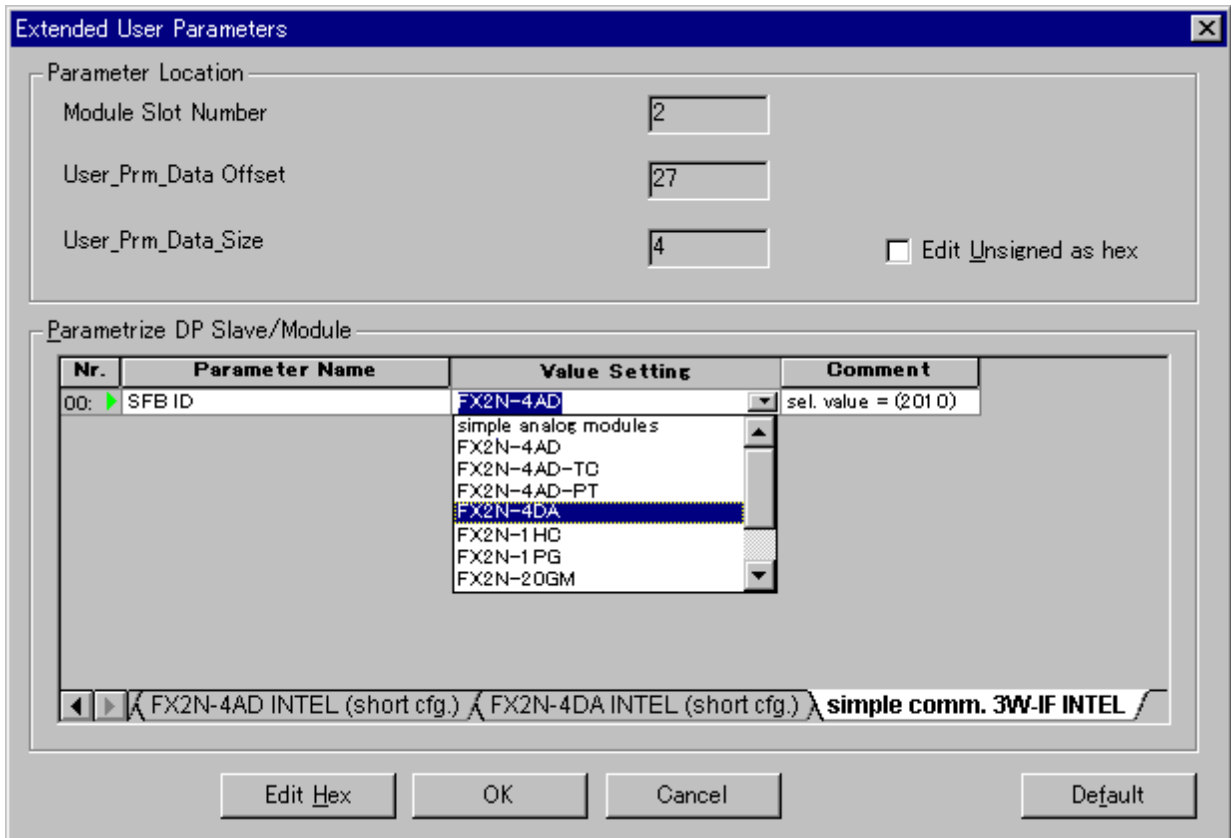 Extended User Parameters
Parameter Location
Module Slot Number 2
User_Prm_Data Offset 27
User_Prm_Data_Size 4 Edit Unsigned as hex
Parametrize DP Slave/Module
Nr. Parameter Name Value Setting Comment
00: SFB ID FX2N-4AD sel. value = (2010)
simple analog modules
FX2N-4AD
FX2N-4AD-TC
FX2N-4AD-PT
FX2N-4DA
FX2N-1HC
FX2N-1PG
FX2N-20GM
FX2N-4AD INTEL (short cfg.) FX2N-4DA INTEL (short cfg.) simple comm. 3W-IF INTEL
Edit Hex OK Cancel Default